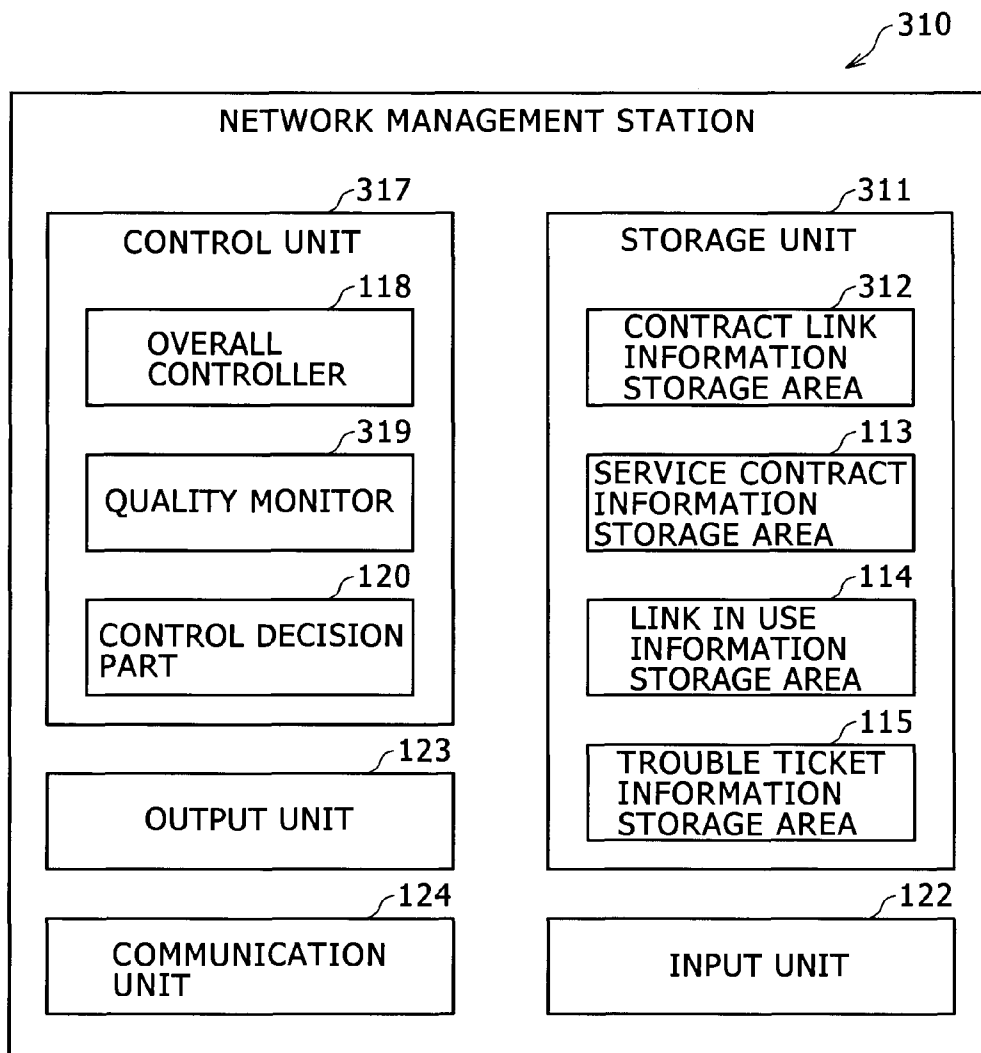 310
NETWORK MANAGEMENT STATION
317
CONTROL UNIT
118
OVERALL
CONTROLLER
319
QUALITY MONITOR
120
CONTROL DECISION
PART
123
OUTPUT UNIT
124
COMMUNICATION
UNIT
311
STORAGE UNIT
312
CONTRACT LINK
INFORMATION
STORAGE AREA
113
SERVICE CONTRACT
INFORMATION
STORAGE AREA
114
LINK IN USE
INFORMATION
STORAGE AREA
115
TROUBLE TICKET
INFORMATION
STORAGE AREA
122
INPUT UNIT